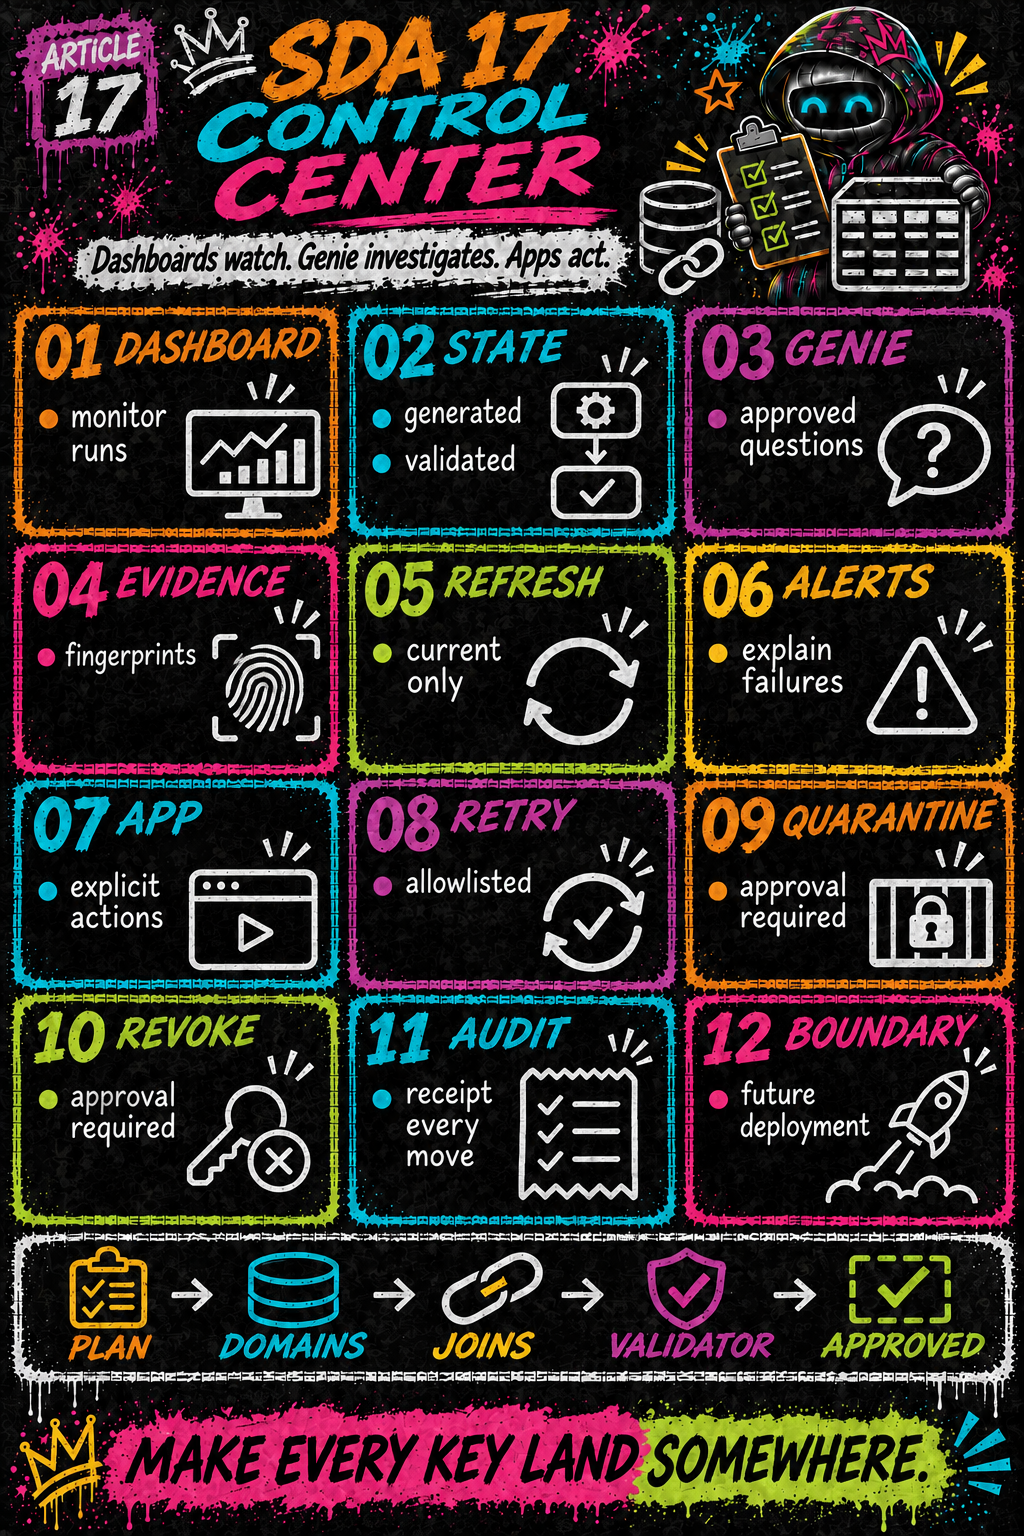 ARTICLE
17
SDA 17
CONTROL
CENTER
Dashboards watch. Genie investigates. Apps act.
01 DASHBOARD
monitor
runs
02 STATE
generated
validated
03 GENIE
approved
questions
?
04 EVIDENCE
fingerprints
05 REFRESH
current
only
06 ALERTS
explain
failures
!
07 APP
explicit
actions
08 RETRY
allowlisted
09 QUARANTINE
approval
required
10 REVOKE
approval
required
11 AUDIT
receipt
every
move
12 BOUNDARY
future
deployment
PLAN
DOMAINS
JOINS
VALIDATOR
APPROVED
MAKE EVERY KEY LAND SOMEWHERE.